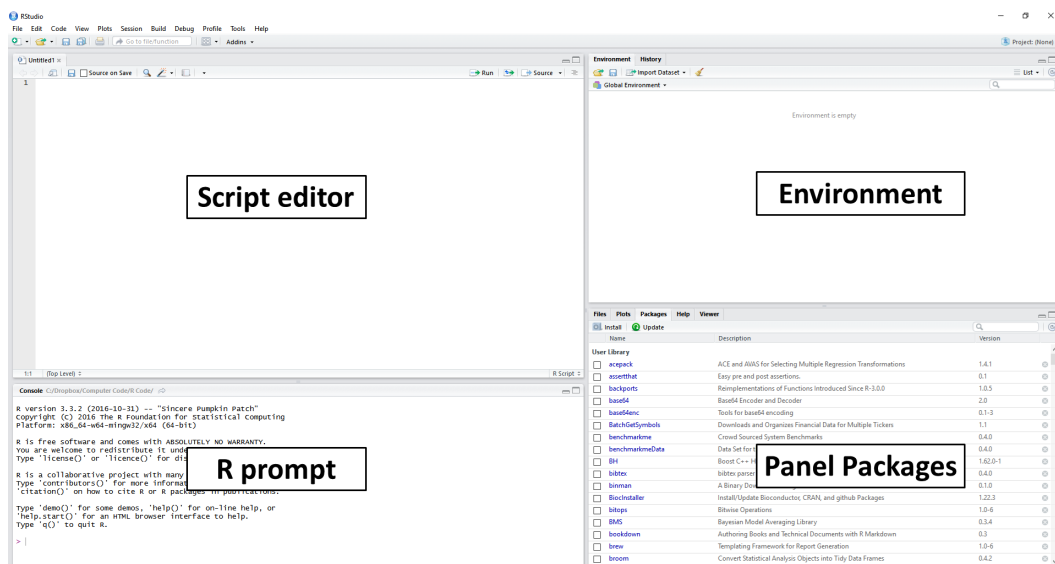 RStudio
File Edit Code View Plots Session Build Debug Profile Tools Help
Go to file/function Addins Project: (None)
Untitled1
Source on Save Run Source
1
Script editor
1:1 (Top Level) R Script
Console C:/Dropbox/Computer Code/R Code/
R version 3.3.2 (2016-10-31) -- "Sincere Pumpkin Patch"
Copyright (C) 2016 The R Foundation for Statistical Computing
Platform: x86_64-w64-mingw32/x64 (64-bit)
R is free software and comes with ABSOLUTELY NO WARRANTY.
You are welcome to redistribute it
Type 'license()' or 'licence()' for
R is a collaborative project with many
Type 'contributors()' for more
'citation()' on how to cite R or R packages in publications.
Type 'demo()' for some demos, 'help()' for on-line help, or
'help.start()' for an HTML browser interface to help.
Type 'q()' to quit R.
>
R prompt
Environment History
Import Dataset List
Global Environment
Environment is empty
Environment
Files Plots Packages Help Viewer
Install Update
Name Description Version
User Library
acepack ACE and AVAS for Selecting Multiple Regression Transformations 1.4.1
assertthat Easy pre and post assertions. 0.1
backports Reimplementations of Functions Introduced Since R-3.0.0 1.0.5
base64 Base64 Encoder and Decoder 2.0
base64enc Tools for base64 encoding 0.1-3
BatchGetSymbols Downloads and Organizes Financial Data for Multiple Tickers 1.1
benchmarkme Crowd Sourced System Benchmarks 0.4.0
benchmarkmeData Data Set for 0.4.0
BH Boost C++ 1.62.0-1
bibtex bibtex parser 0.4.0
binman A Binary 0.1.0
BiocInstaller Install/Update Bioconductor, CRAN, and github Packages 1.22.3
bitops Bitwise Operations 1.0-6
BMS Bayesian Model Averaging Library 0.3.4
bookdown Authoring Books and Technical Documents with R Markdown 0.3
brew Templating Framework for Report Generation 1.0-6
broom Convert Statistical Analysis Objects into Tidy Data Frames 0.4.2
Panel Packages